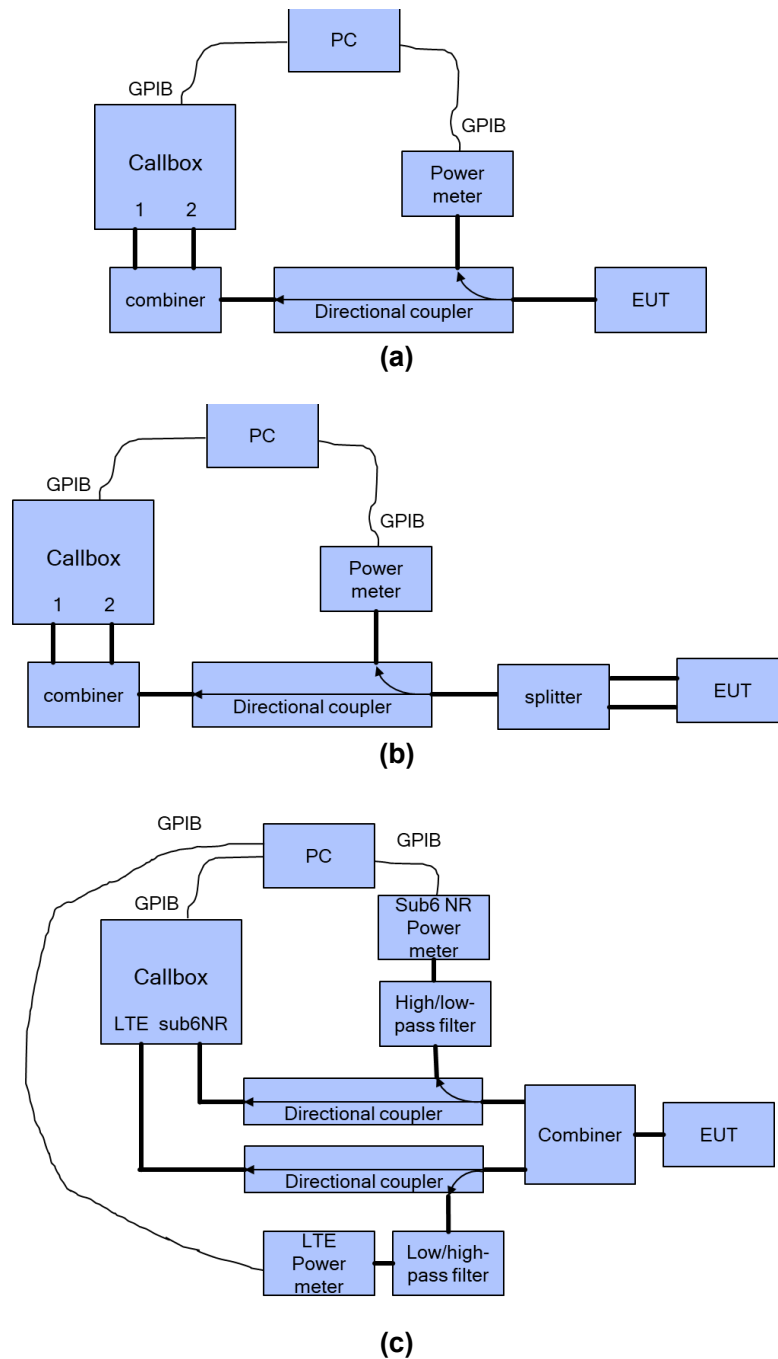 PC
GPIB
GPIB
Callbox
1 2
Power
meter
combiner
Directional coupler
EUT
(a)
PC
GPIB
GPIB
Callbox
1 2
Power
meter
combiner
Directional coupler
splitter
EUT
(b)
GPIB
PC
GPIB
GPIB
Sub6 NR
Power
meter
Callbox
LTE sub6NR
High/low-
pass filter
Directional coupler
Combiner
EUT
Directional coupler
LTE
Power
meter
Low/high-
pass filter
(c)